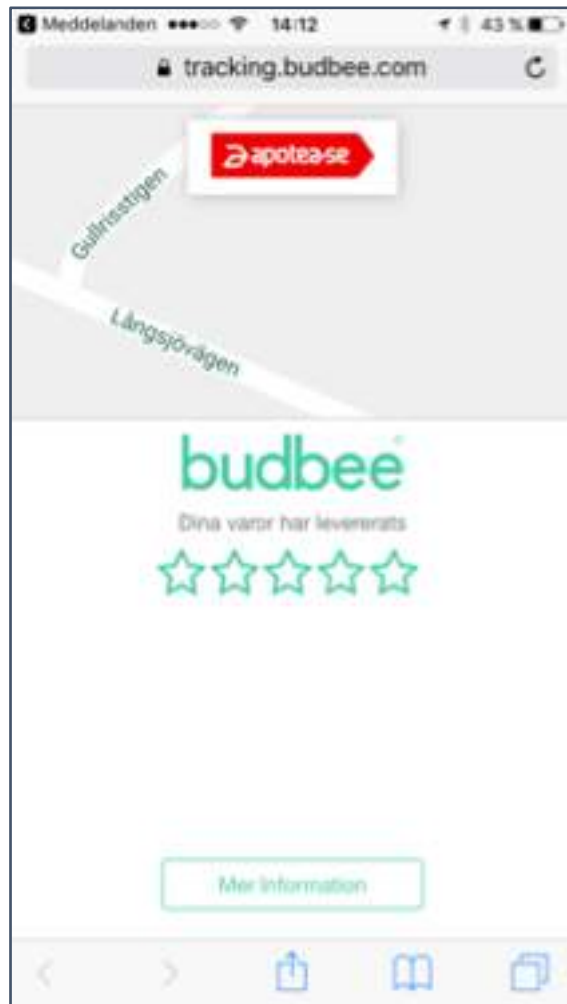 Meddelanden 14:12 43 %
tracking.budbee.com
apotea.se
Gullrisstigen
Långsjövägen
budbee
Dina varor har levererats
Mer Information